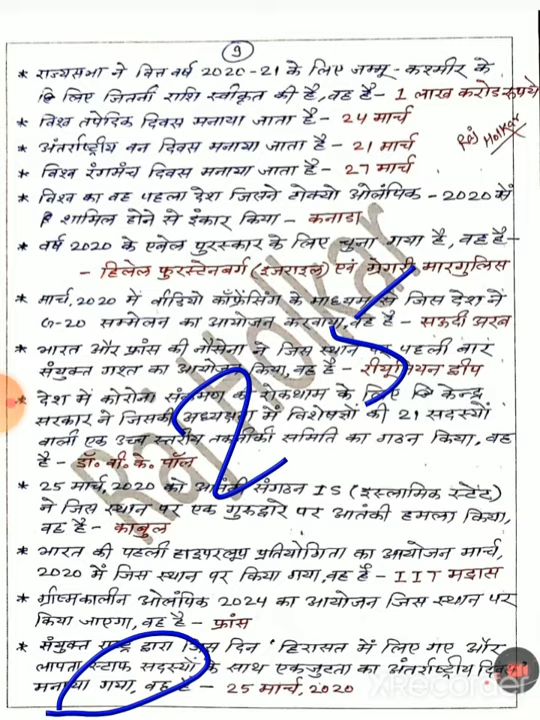 9
* राज्यसभा ने वित्त वर्ष 2020-21 के लिए जम्मू-कश्मीर के
लिए जितनी राशि स्वीकृत की है, वह है - 1 लाख करोड़ रूपये
* विश्व तपेदिक दिवस मनाया जाता है - 24 मार्च
Raj Holkar
* अंतर्राष्ट्रीय वन दिवस मनाया जाता है - 21 मार्च
* विश्व रंगमंच दिवस मनाया जाता है - 27 मार्च
* विश्व का वह पहला देश जिसने टोक्यो ओलंपिक - 2020 में
शामिल होने से इंकार किया - कनाडा
* वर्ष 2020 के एबेल पुरस्कार के लिए चुना गया है, वह है -
- हिलेल फुरस्टेनबर्ग (इजराइल) एवं ग्रेगरी मारगुलिस
* मार्च, 2020 में वीडियो कॉफ्रेंसिंग के माध्यम से जिस देश ने
G-20 सम्मेलन का आयोजन करवाया, वह है - सऊदी अरब
* भारत और फ्रांस की नौसेना ने जिस स्थान पर पहली बार
संयुक्त गश्त का आयोजन किया, वह है - रीयूनियन द्वीप
* देश में कोरोना संक्रमण की रोकथाम के लिए केन्द्र
सरकार ने जिसकी अध्यक्षता में विशेषज्ञों की 21 सदस्यों
वाली एक उच्च स्तरीय तकनीकी समिति का गठन किया, वह
है - डॉ. वी. के. पॉल
* 25 मार्च, 2020 को आतंकी संगठन IS (इस्लामिक स्टेट)
ने जिस स्थान पर एक गुरुद्वारे पर आतंकी हमला किया,
वह है - काबुल
* भारत की पहली हाइपरलूप प्रतियोगिता का आयोजन मार्च,
2020 में जिस स्थान पर किया गया, वह है - IIT मद्रास
* ग्रीष्मकालीन ओलंपिक 2024 का आयोजन जिस स्थान पर
किया जाएगा, वह है - फ्रांस
* संयुक्त राष्ट्र द्वारा जिस दिन 'हिरासत में लिए गए और
लापता स्टाफ सदस्यों के साथ एकजुटता का अंतर्राष्ट्रीय दिवस'
मनाया गया, वह है - 25 मार्च, 2020
Raj Holkar
XRecorder